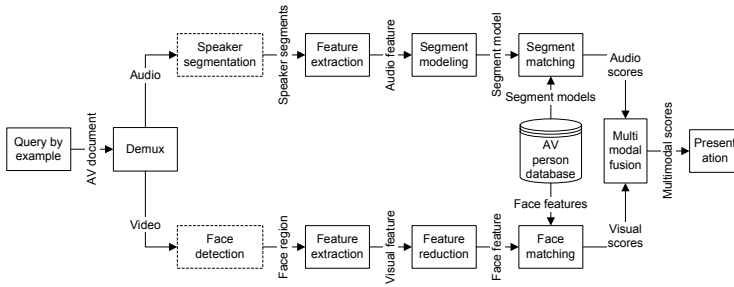 Speaker
segmentation
Speaker segments
Feature
extraction
Audio feature
Segment
modeling
Segment model
Segment
matching
Audio
scores
Audio
Segment models
Query by
example
AV document
Demux
AV
person
database
Multi
modal
fusion
Multimodal scores
Present
ation
Video
Face features
Visual
scores
Face
detection
Face region
Feature
extraction
Visual feature
Feature
reduction
Face feature
Face
matching